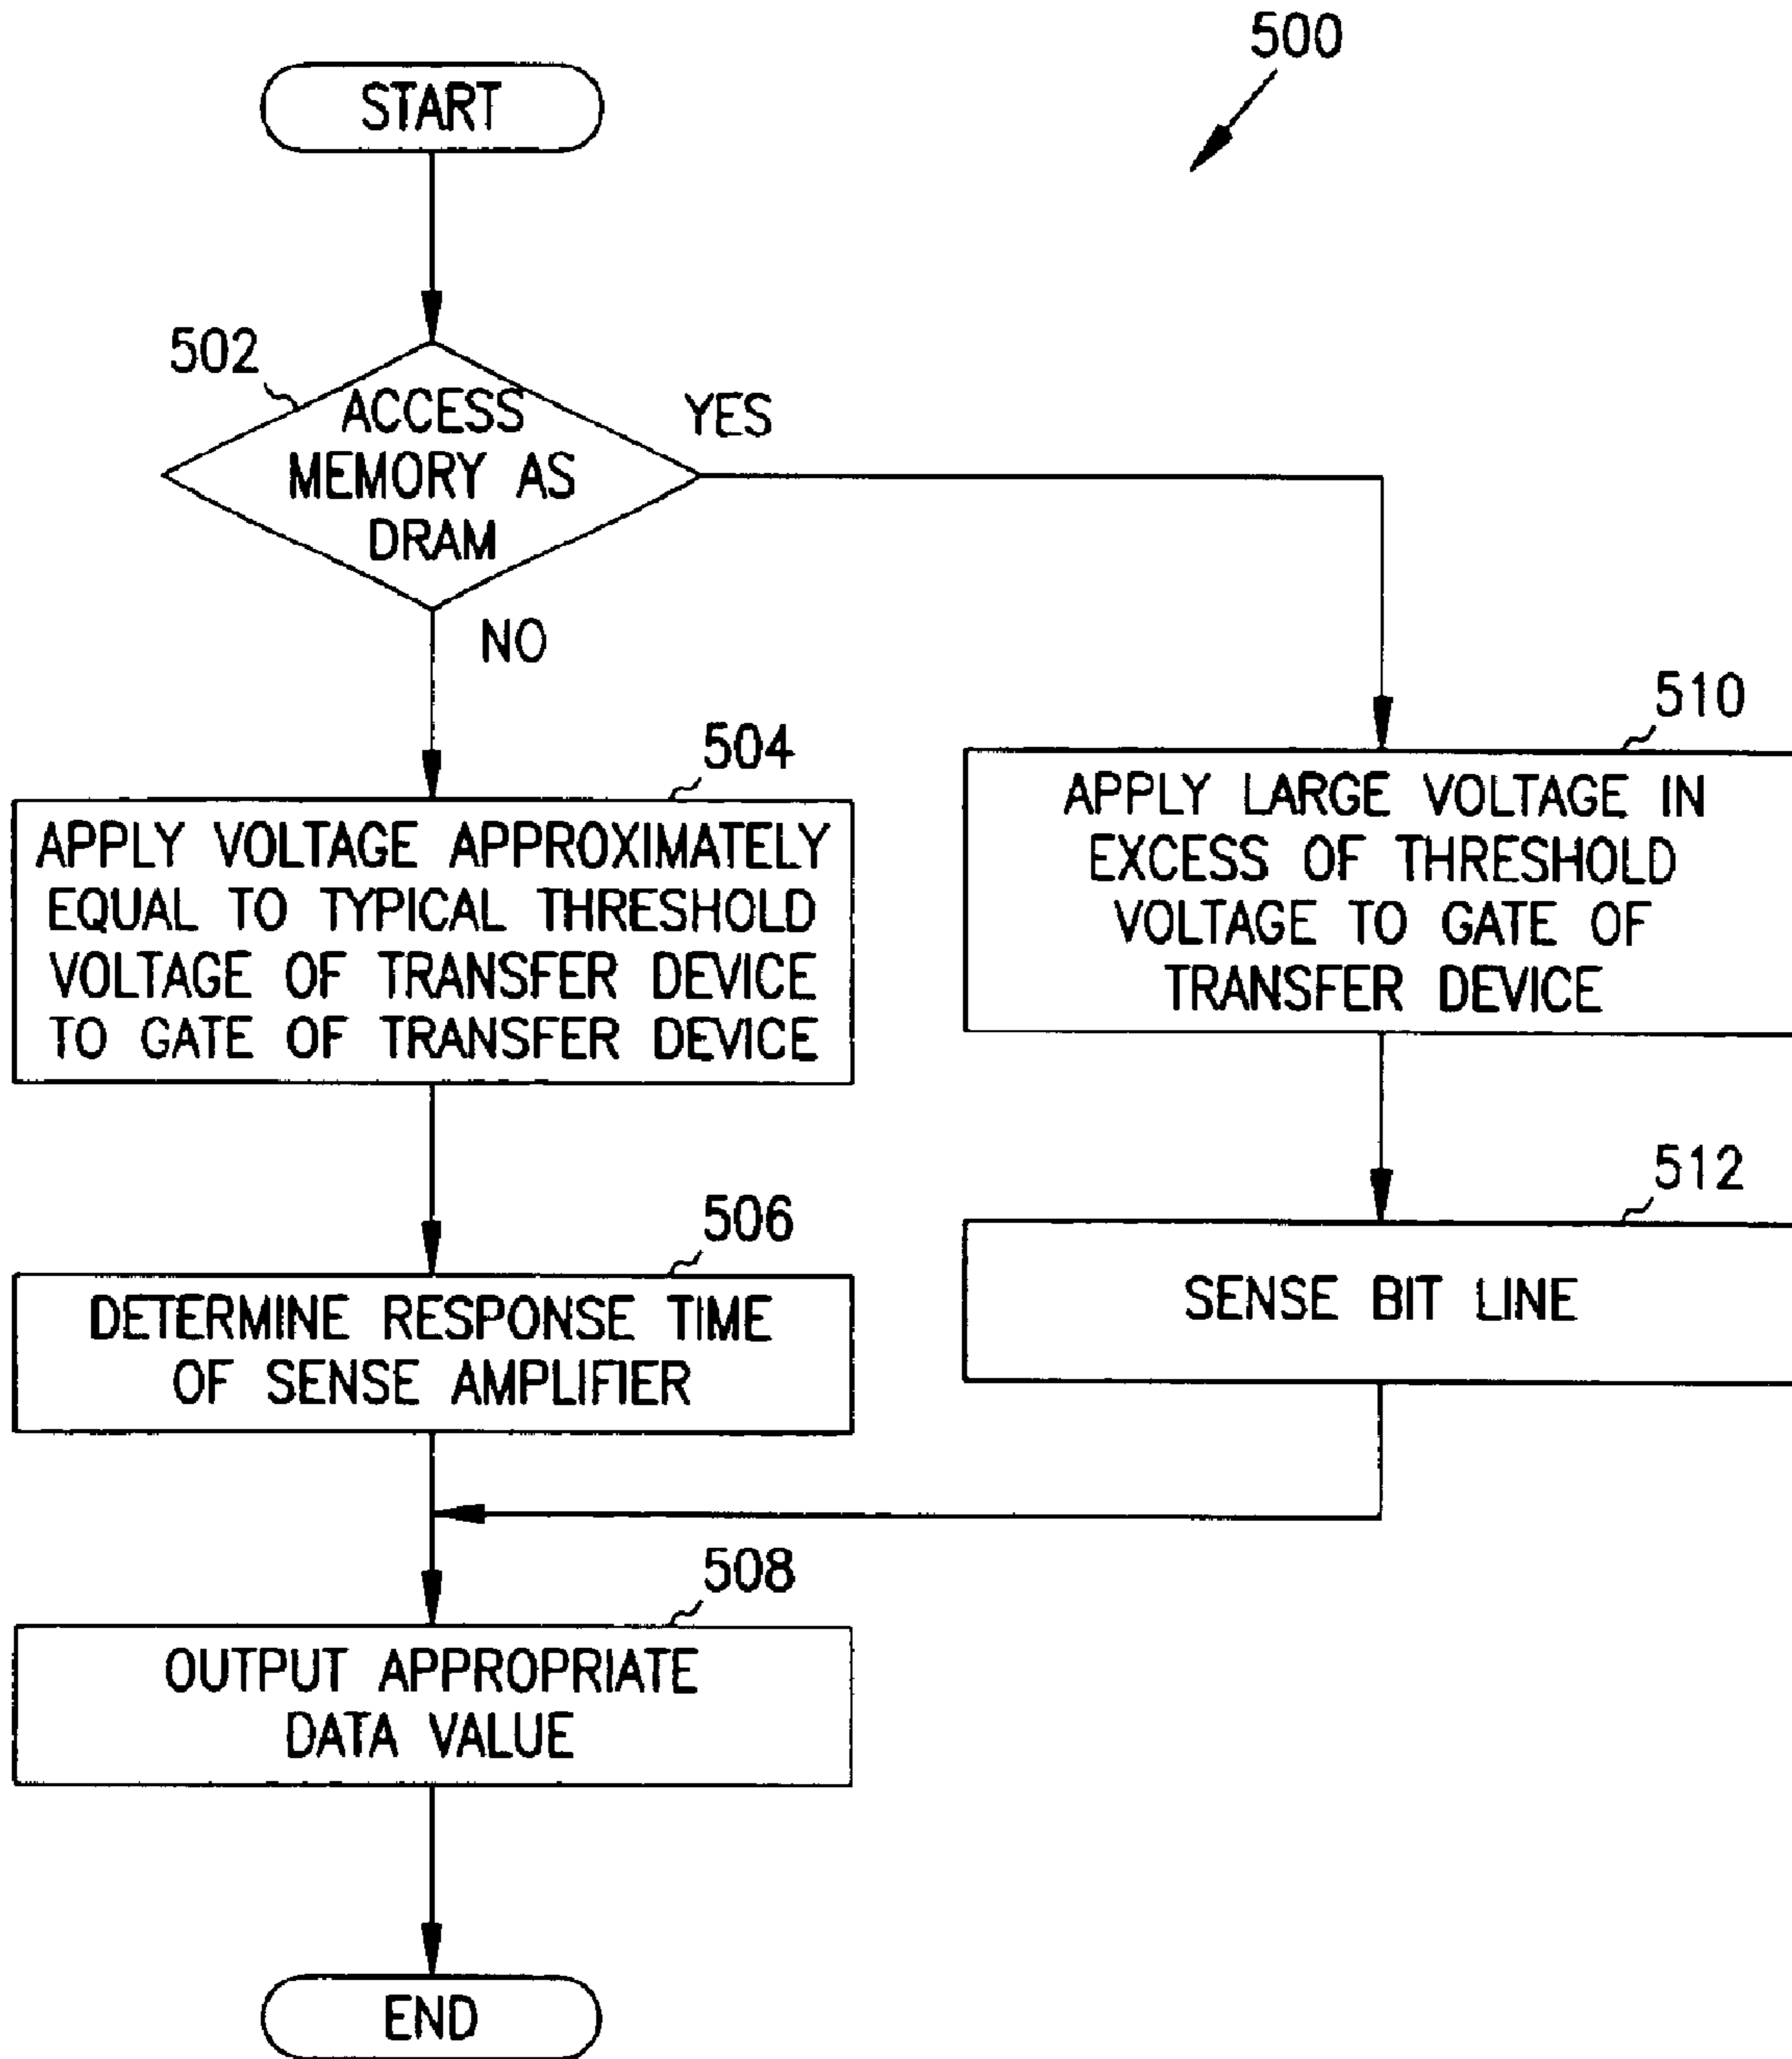 500
START
502
ACCESS
MEMORY AS
DRAM
YES
NO
504
APPLY VOLTAGE APPROXIMATELY
EQUAL TO TYPICAL THRESHOLD
VOLTAGE OF TRANSFER DEVICE
TO GATE OF TRANSFER DEVICE
510
APPLY LARGE VOLTAGE IN
EXCESS OF THRESHOLD
VOLTAGE TO GATE OF
TRANSFER DEVICE
506
DETERMINE RESPONSE TIME
OF SENSE AMPLIFIER
512
SENSE BIT LINE
508
OUTPUT APPROPRIATE
DATA VALUE
END